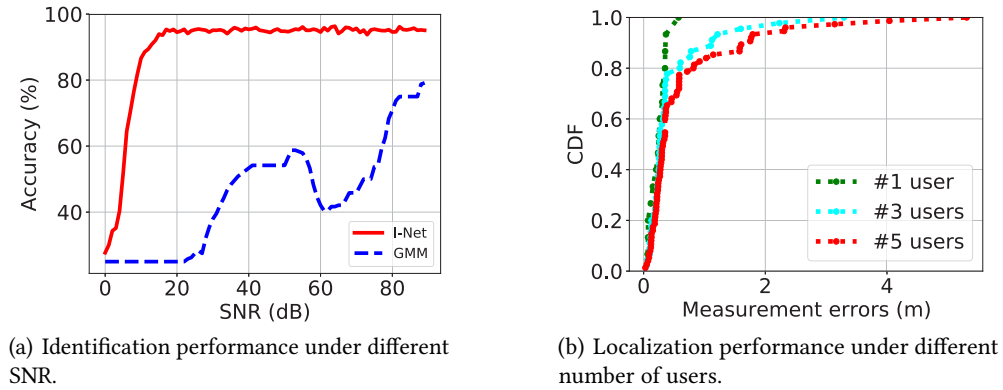 100
80
60
40
Accuracy (%)
0 20 40 60 80
SNR (dB)
I-Net
GMM
(a) Identification performance under different
SNR.
1.0
0.8
0.6
0.4
0.2
0.0
CDF
0 2 4
Measurement errors (m)
#1 user
#3 users
#5 users
(b) Localization performance under different
number of users.